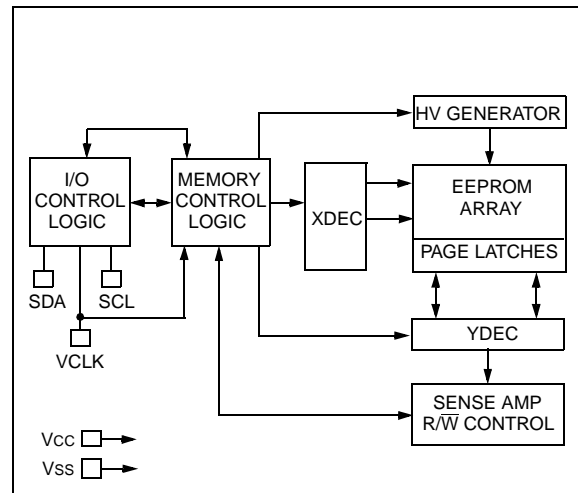 HV GENERATOR
I/O
CONTROL
LOGIC
MEMORY
CONTROL
LOGIC
XDEC
EEPROM
ARRAY
PAGE LATCHES
SDA
SCL
VCLK
YDEC
SENSE AMP
R/W̅ CONTROL
Vcc
Vss